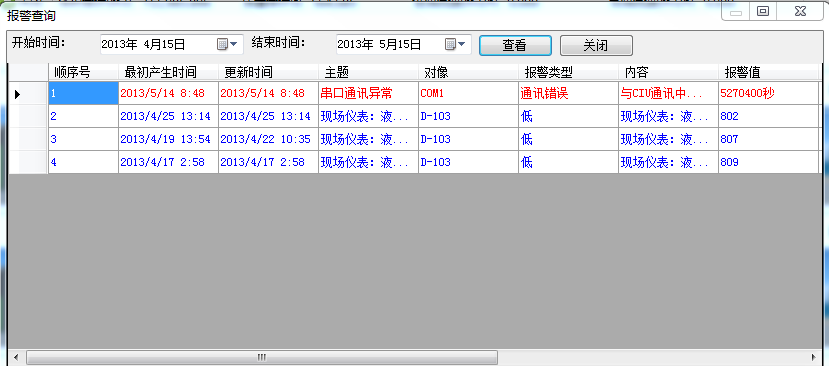 报警查询
开始时间： 2013年 4月15日 结束时间： 2013年 5月15日 查看 关闭
顺序号 最初产生时间 更新时间 主题 对像 报警类型 内容 报警值
1 2013/5/14 8:48 2013/5/14 8:48 串口通讯异常 COM1 通讯错误 与CIU通讯中... 5270400秒
2 2013/4/25 13:14 2013/4/25 13:14 现场仪表：液... D-103 低 现场仪表：液... 802
3 2013/4/19 13:54 2013/4/22 10:35 现场仪表：液... D-103 低 现场仪表：液... 807
4 2013/4/17 2:58 2013/4/17 2:58 现场仪表：液... D-103 低 现场仪表：液... 809